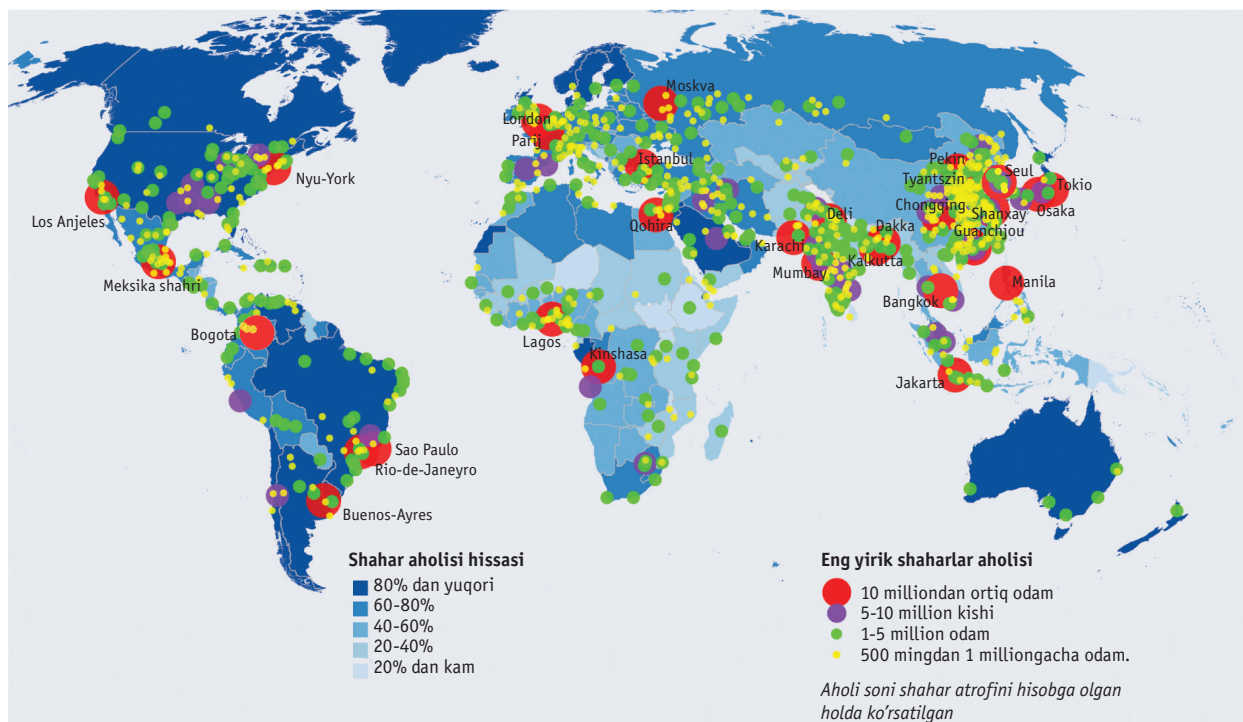 Moskva
London
Parij
Istanbul
Pekin
Seul
Tyantszin
Tokio
Nyu-York
Chongqing
Shanxay
Osaka
Los Anjeles
Qohira
Deli
Dakka
Guanchjou
Karachi
Kalkutta
Mumbay
Meksika shahri
Manila
Bangkok
Bogota
Lagos
Kinshasa
Jakarta
Sao Paulo
Rio-de-Janeyro
Buenos-Ayres
Shahar aholisi hissasi
80% dan yuqori
60-80%
40-60%
20-40%
20% dan kam
Eng yirik shaharlar aholisi
10 milliondan ortiq odam
5-10 million kishi
1-5 million odam
500 mingdan 1 milliongacha odam.
Aholi soni shahar atrofini hisobga olgan
holda ko'rsatilgan